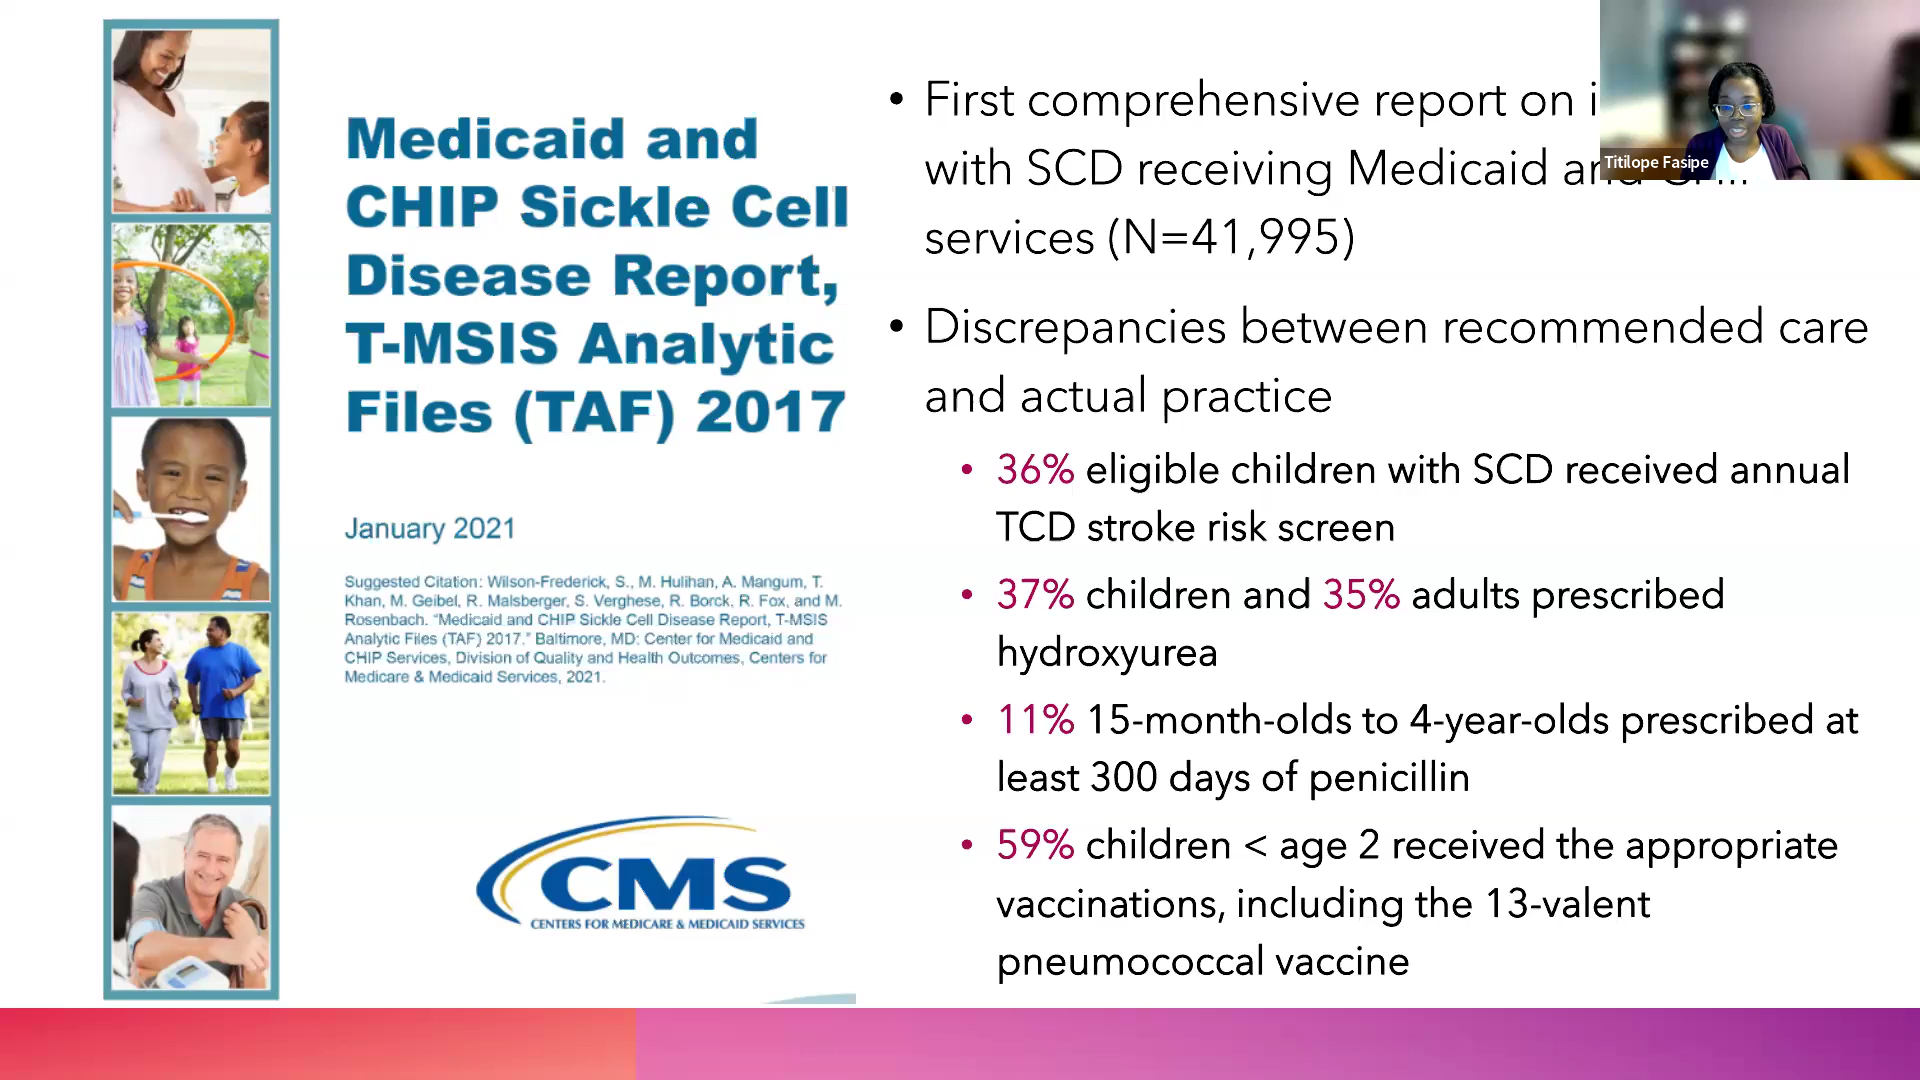 Medicaid and
CHIP Sickle Cell
Disease Report,
T-MSIS Analytic
Files (TAF) 2017
January 2021
Suggested Citation: Wilson-Frederick, S., M. Hulihan, A. Mangum, T.
Khan, M. Geibel, R. Malsberger, S. Verghese, R. Borck, R. Fox, and M.
Rosenbach. “Medicaid and CHIP Sickle Cell Disease Report, T-MSIS
Analytic Files (TAF) 2017.” Baltimore, MD: Center for Medicaid and
CHIP Services, Division of Quality and Health Outcomes, Centers for
Medicare & Medicaid Services, 2021.
CMS
CENTERS FOR MEDICARE & MEDICAID SERVICES
• First comprehensive report on
with SCD receiving Medicaid and
services (N=41,995)
• Discrepancies between recommended care
and actual practice
• 36% eligible children with SCD received annual
TCD stroke risk screen
• 37% children and 35% adults prescribed
hydroxyurea
• 11% 15-month-olds to 4-year-olds prescribed at
least 300 days of penicillin
• 59% children < age 2 received the appropriate
vaccinations, including the 13-valent
pneumococcal vaccine
Titilope Fasipe